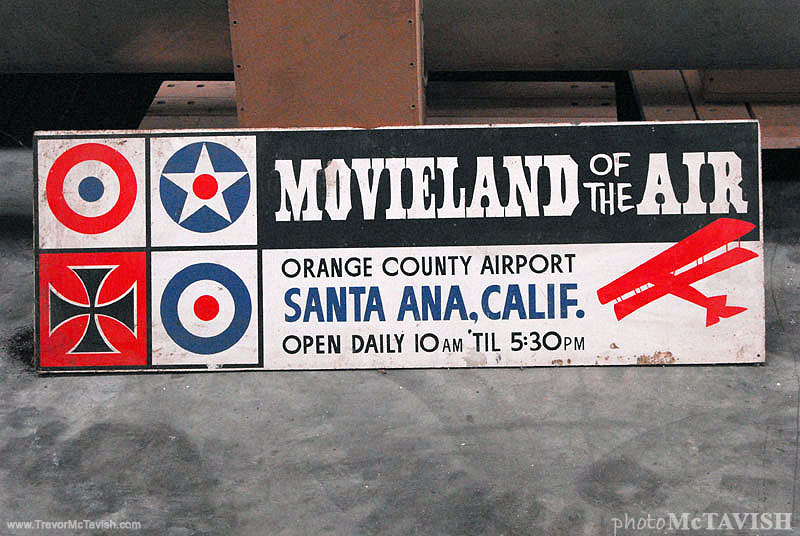 MOVIELAND OF THE AIR
ORANGE COUNTY AIRPORT
SANTA ANA, CALIF.
OPEN DAILY 10AM 'TIL 5:30PM
www.TrevorMcTavish.com
photoMcTAVISH